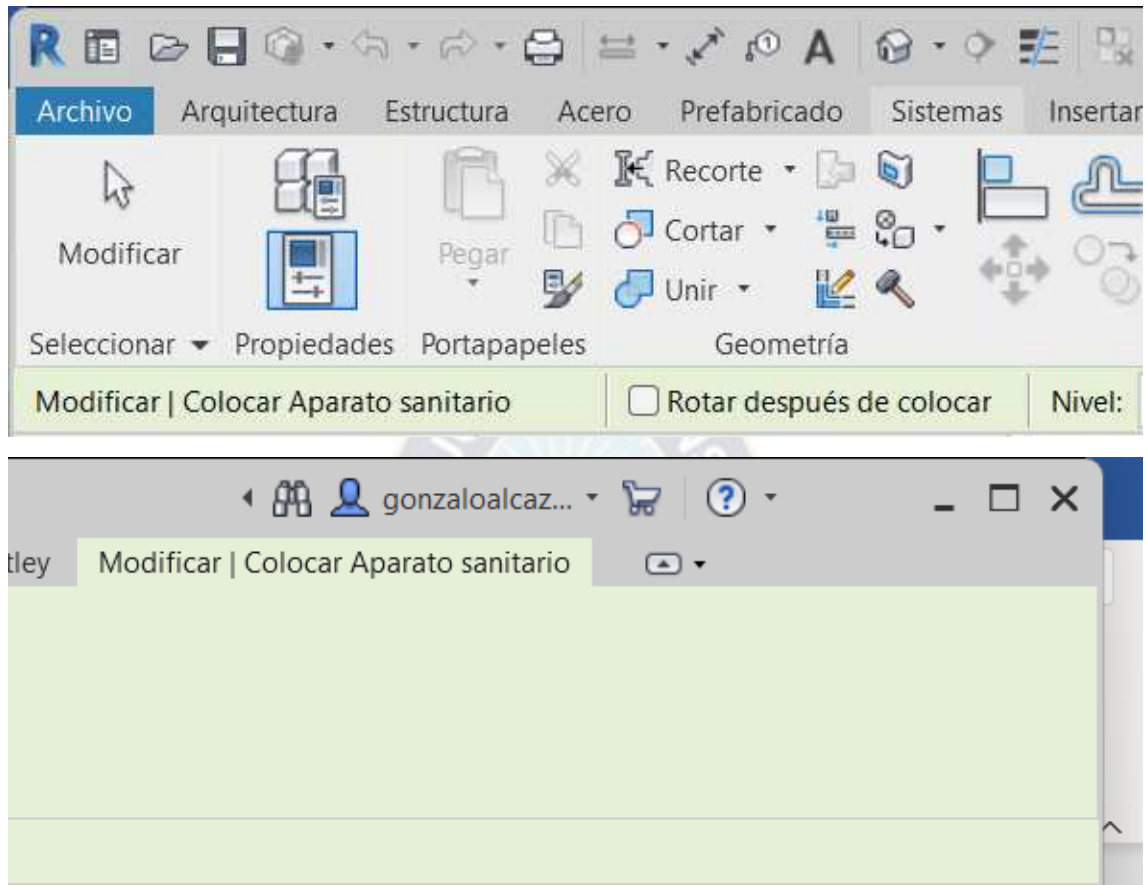 Archivo Arquitectura Estructura Acero Prefabricado Sistemas Insertar
Recorte
Cortar
Modificar Pegar
Unir
Seleccionar Propiedades Portapapeles Geometría
Modificar | Colocar Aparato sanitario Rotar después de colocar Nivel:
gonzaloalcaz...
tley Modificar | Colocar Aparato sanitario